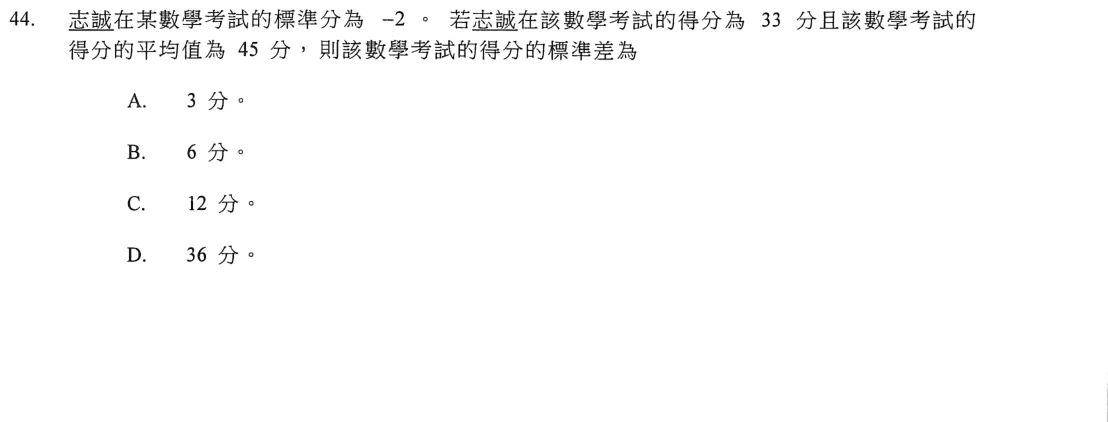 44. 志誠在某數學考試的標準分為 −2 。 若志誠在該數學考試的得分為 33 分且該數學考試的
得分的平均值為 45 分，則該數學考試的得分的標準差為
A. 3 分。
B. 6 分。
C. 12 分。
D. 36 分。